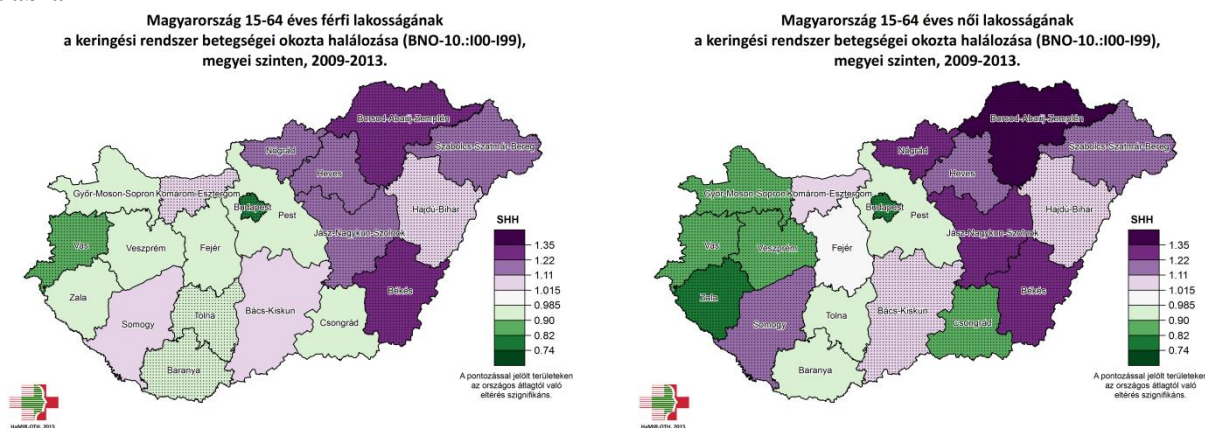 Magyarország 15-64 éves férfi lakosságának
a keringési rendszer betegségei okozta halálozása (BNO-10.:I00-I99),
megyei szinten, 2009-2013.
Borsod-Abaúj-Zemplén
Szabolcs-Szatmár-Bereg
Nógrád
Heves
Győr-Moson-Sopron
Komárom-Esztergom
Budapest
Pest
Hajdú-Bihar
Jász-Nagykun-Szolnok
Vas
Veszprém
Fejér
Zala
Somogy
Tolna
Bács-Kiskun
Békés
Csongrád
Baranya
SHH
1.35
1.22
1.11
1.015
0.985
0.90
0.82
0.74
A pontozással jelölt területeken
az országos átlagtól való
eltérés szignifikáns.
HaMIR-OTH, 2015
Magyarország 15-64 éves női lakosságának
a keringési rendszer betegségei okozta halálozása (BNO-10.:I00-I99),
megyei szinten, 2009-2013.
Borsod-Abaúj-Zemplén
Szabolcs-Szatmár-Bereg
Nógrád
Heves
Győr-Moson-Sopron
Komárom-Esztergom
Budapest
Pest
Hajdú-Bihar
Jász-Nagykun-Szolnok
Vas
Veszprém
Fejér
Zala
Somogy
Tolna
Bács-Kiskun
Békés
Csongrád
Baranya
SHH
1.35
1.22
1.11
1.015
0.985
0.90
0.82
0.74
A pontozással jelölt területeken
az országos átlagtól való
eltérés szignifikáns.
HaMIR-OTH, 2015